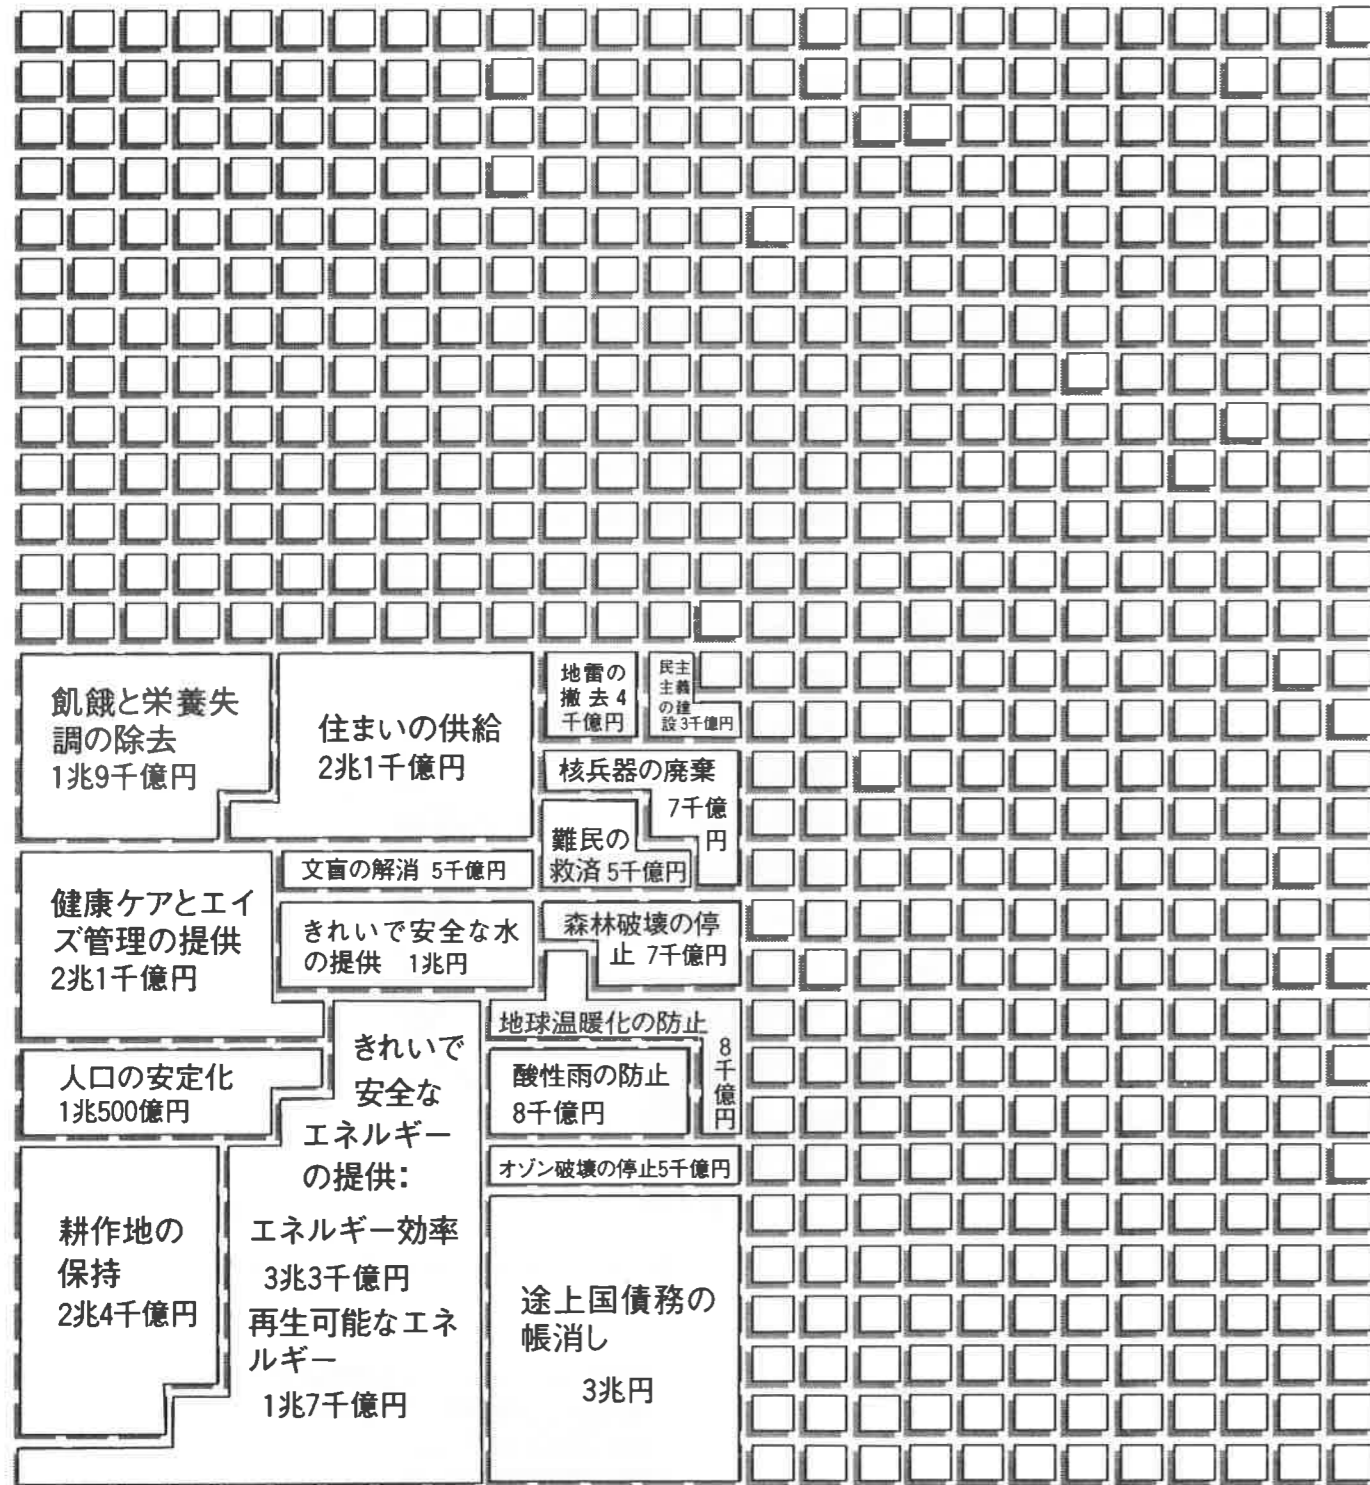 飢餓と栄養失
調の除去
1兆9千億円
住まいの供給
2兆1千億円
地雷の
撤去4
千億円
民主
主義
の建
設3千億円
核兵器の廃棄
7千億
円
難民の
救済5千億円
文盲の解消 5千億円
健康ケアとエイ
ズ管理の提供
2兆1千億円
きれいで安全な水
の提供 1兆円
森林破壊の停
止 7千億円
地球温暖化の防止
8千億円
人口の安定化
1兆500億円
きれいで
安全な
エネルギー
の提供:
エネルギー効率
3兆3千億円
再生可能なエネ
ルギー
1兆7千億円
酸性雨の防止
8千億円
オゾン破壊の停止5千億円
耕作地の
保持
2兆4千億円
途上国債務の
帳消し
3兆円